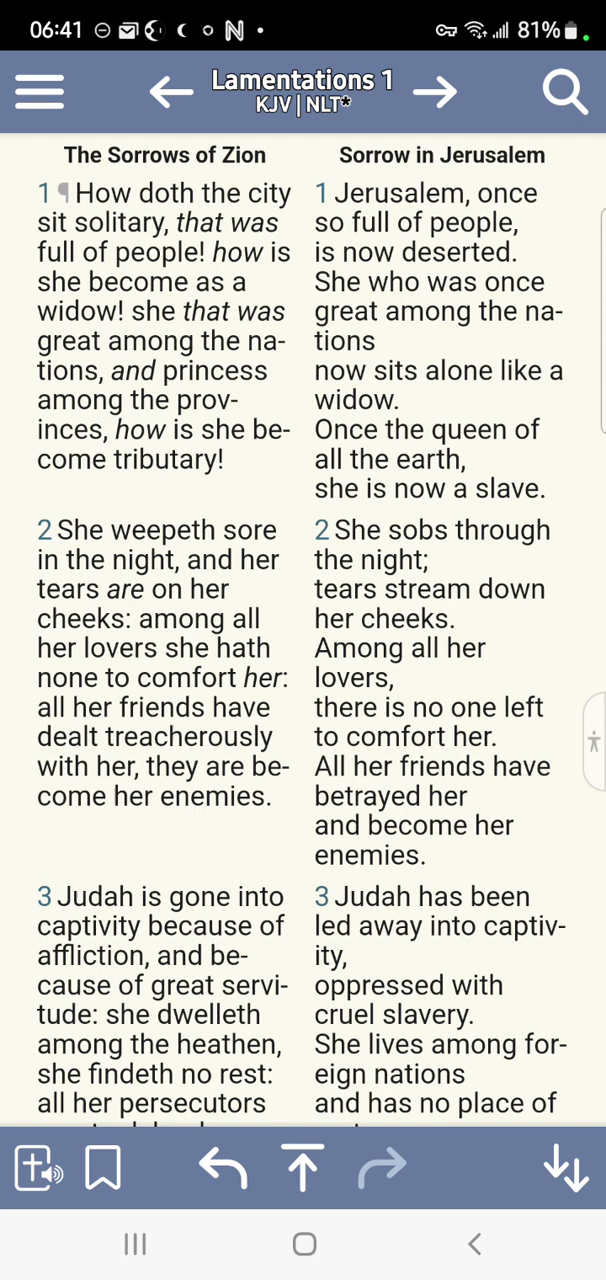 06:41
81%
Lamentations 1
KJV | NLT*
The Sorrows of Zion
1 ¶ How doth the city
sit solitary, that was
full of people! how is
she become as a
widow! she that was
great among the na-
tions, and princess
among the prov-
inces, how is she be-
come tributary!
2 She weepeth sore
in the night, and her
tears are on her
cheeks: among all
her lovers she hath
none to comfort her:
all her friends have
dealt treacherously
with her, they are be-
come her enemies.
3 Judah is gone into
captivity because of
affliction, and be-
cause of great servi-
tude: she dwelleth
among the heathen,
she findeth no rest:
all her persecutors
Sorrow in Jerusalem
1 Jerusalem, once
so full of people,
is now deserted.
She who was once
great among the na-
tions
now sits alone like a
widow.
Once the queen of
all the earth,
she is now a slave.
2 She sobs through
the night;
tears stream down
her cheeks.
Among all her
lovers,
there is no one left
to comfort her.
All her friends have
betrayed her
and become her
enemies.
3 Judah has been
led away into captiv-
ity,
oppressed with
cruel slavery.
She lives among for-
eign nations
and has no place of